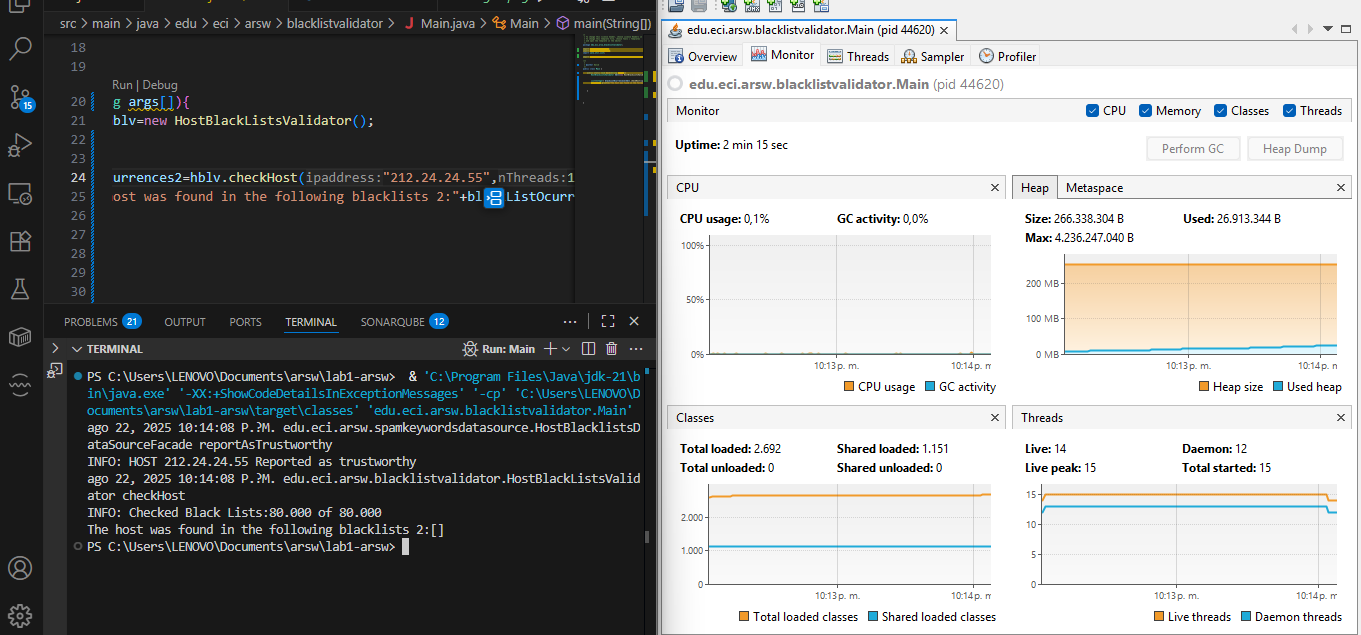 src > main > java > edu > eci > arsw > blacklistvalidator > J Main.java > Main > main(String[])
15
18
19
Run | Debug
20 g args[]){
21 blv=new HostBlackListsValidator();
22
23
24 urrences2=hblv.checkHost(ipaddress:"212.24.24.55",nThreads:1
25 ost was found in the following blacklists 2:"+bl ListOcurr
26
27
28
29
30
PROBLEMS 21 OUTPUT PORTS TERMINAL SONARQUBE 12
TERMINAL Run: Main
PS C:\Users\LENOVO\Documents\arsw\lab1-arsw> & 'C:\Program Files\Java\jdk-21\b
in\java.exe' '-XX:+ShowCodeDetailsInExceptionMessages' '-cp' 'C:\Users\LENOVO\D
ocuments\arsw\lab1-arsw\target\classes' 'edu.eci.arsw.blacklistvalidator.Main'
ago 22, 2025 10:14:08 P.?M. edu.eci.arsw.spamkeywordsdatasource.HostBlacklistsD
ataSourceFacade reportAsTrustworthy
INFO: HOST 212.24.24.55 Reported as trustworthy
ago 22, 2025 10:14:08 P.?M. edu.eci.arsw.blacklistvalidator.HostBlackListsValid
ator checkHost
INFO: Checked Black Lists:80.000 of 80.000
The host was found in the following blacklists 2:[]
PS C:\Users\LENOVO\Documents\arsw\lab1-arsw>
edu.eci.arsw.blacklistvalidator.Main (pid 44620)
Overview Monitor Threads Sampler Profiler
edu.eci.arsw.blacklistvalidator.Main (pid 44620)
Monitor CPU Memory Classes Threads
Uptime: 2 min 15 sec
Perform GC Heap Dump
CPU
CPU usage: 0,1% GC activity: 0,0%
100%
50%
0%
10:13 p. m. 10:14 p. m
CPU usage GC activity
Heap Metaspace
Size: 266.338.304 B Used: 26.913.344 B
Max: 4.236.247.040 B
200 MB
100 MB
0 MB
10:13 p. m. 10:14 p. m
Heap size Used heap
Classes
Total loaded: 2.692 Shared loaded: 1.151
Total unloaded: 0 Shared unloaded: 0
2.000
1.000
0
10:13 p. m. 10:14 p. m
Total loaded classes Shared loaded classes
Threads
Live: 14 Daemon: 12
Live peak: 15 Total started: 15
15
10
5
0
10:13 p. m. 10:14 p. m
Live threads Daemon threads